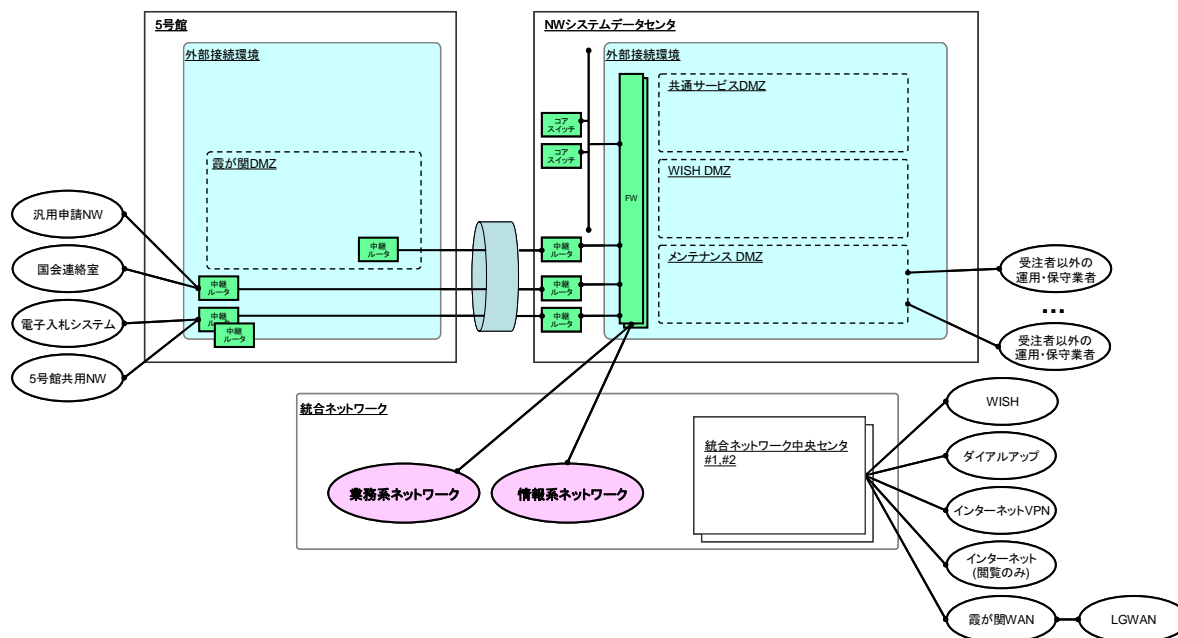 5号館
外部接続環境
霞が関DMZ
中継
ルータ
汎用申請NW
国会連絡室
電子入札システム
5号館共用NW
中継
ルータ
中継
ルータ
中継
ルータ
NWシステムデータセンタ
外部接続環境
コア
スイッチ
コア
スイッチ
FW
中継
ルータ
中継
ルータ
中継
ルータ
共通サービスDMZ
WISH DMZ
メンテナンス DMZ
受注者以外の
運用・保守業者
…
受注者以外の
運用・保守業者
統合ネットワーク
業務系ネットワーク
情報系ネットワーク
統合ネットワーク中央センタ
#1,#2
WISH
ダイアルアップ
インターネットVPN
インターネット
(閲覧のみ)
霞が関WAN
LGWAN